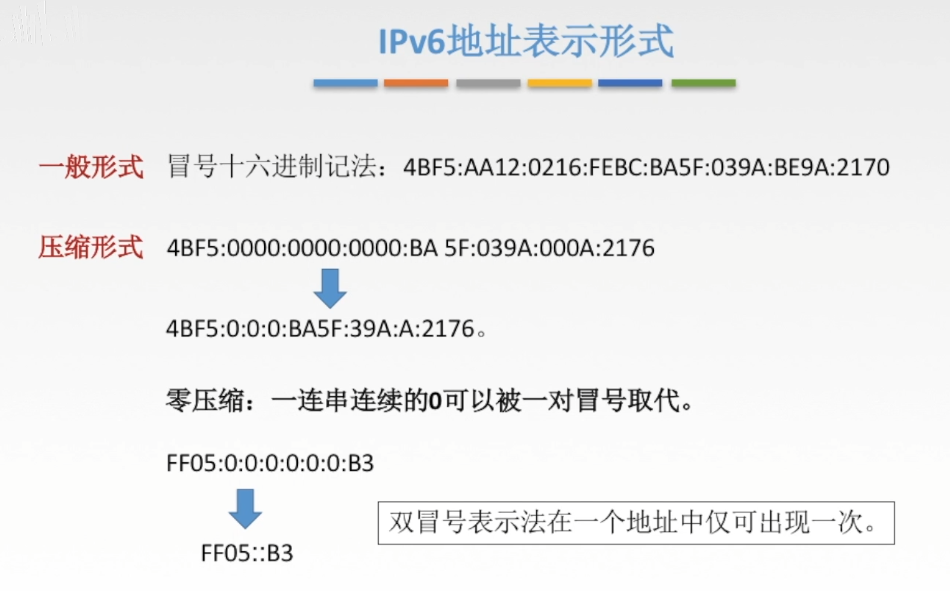 IPv6地址表示形式
一般形式 冒号十六进制记法：4BF5:AA12:0216:FEBC:BA5F:039A:BE9A:2170
压缩形式 4BF5:0000:0000:0000:BA 5F:039A:000A:2176
4BF5:0:0:0:BA5F:39A:A:2176。
零压缩：一连串连续的0可以被一对冒号取代。
FF05:0:0:0:0:0:0:B3
双冒号表示法在一个地址中仅可出现一次。
FF05::B3